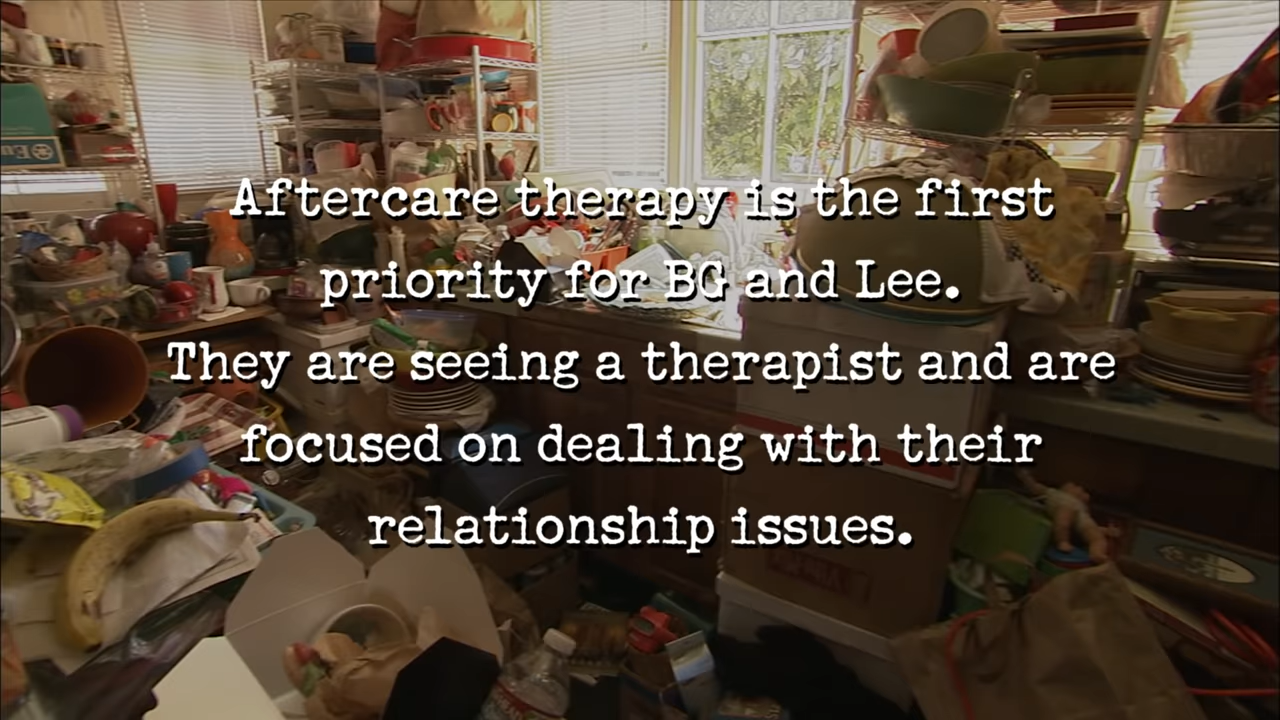 Aftercare therapy is the first
priority for BG and Lee.
They are seeing a therapist and are
focused on dealing with their
relationship issues.